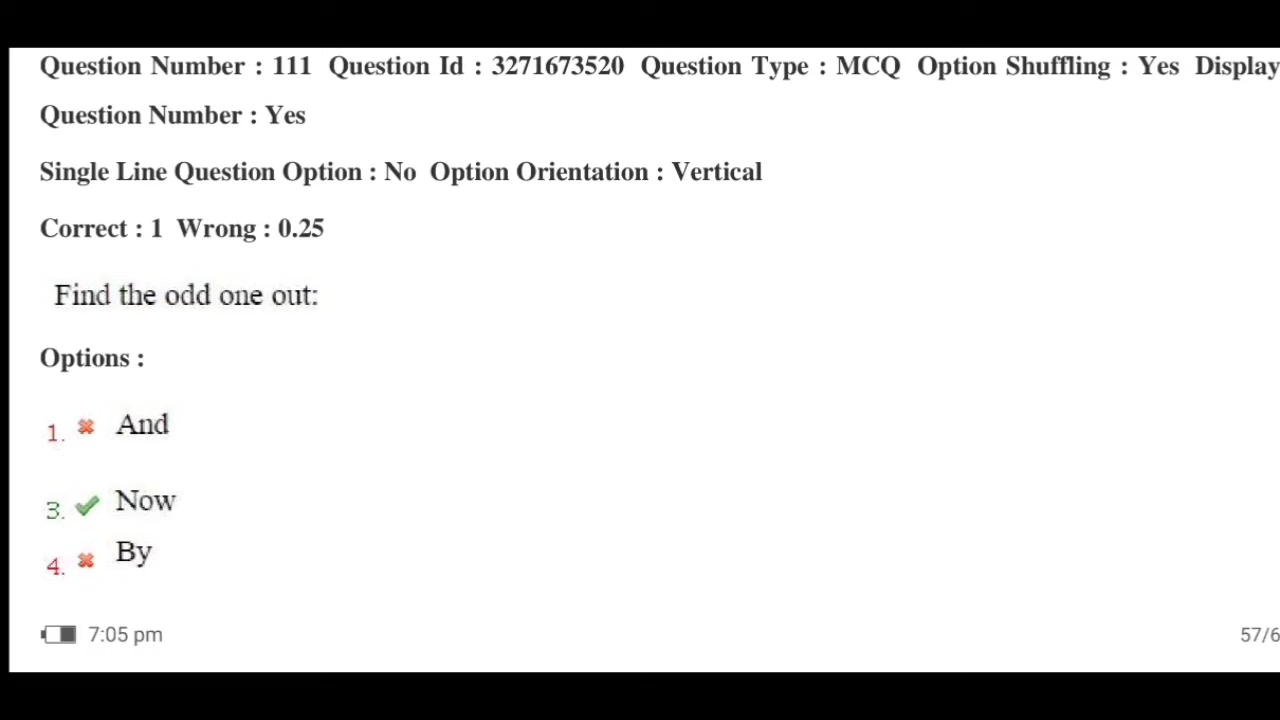 Question Number : 111 Question Id : 3271673520 Question Type : MCQ Option Shuffling : Yes Display
Question Number : Yes
Single Line Question Option : No Option Orientation : Vertical
Correct : 1 Wrong : 0.25
Find the odd one out:
Options :
1. And
3. Now
4. By
7:05 pm
57/6